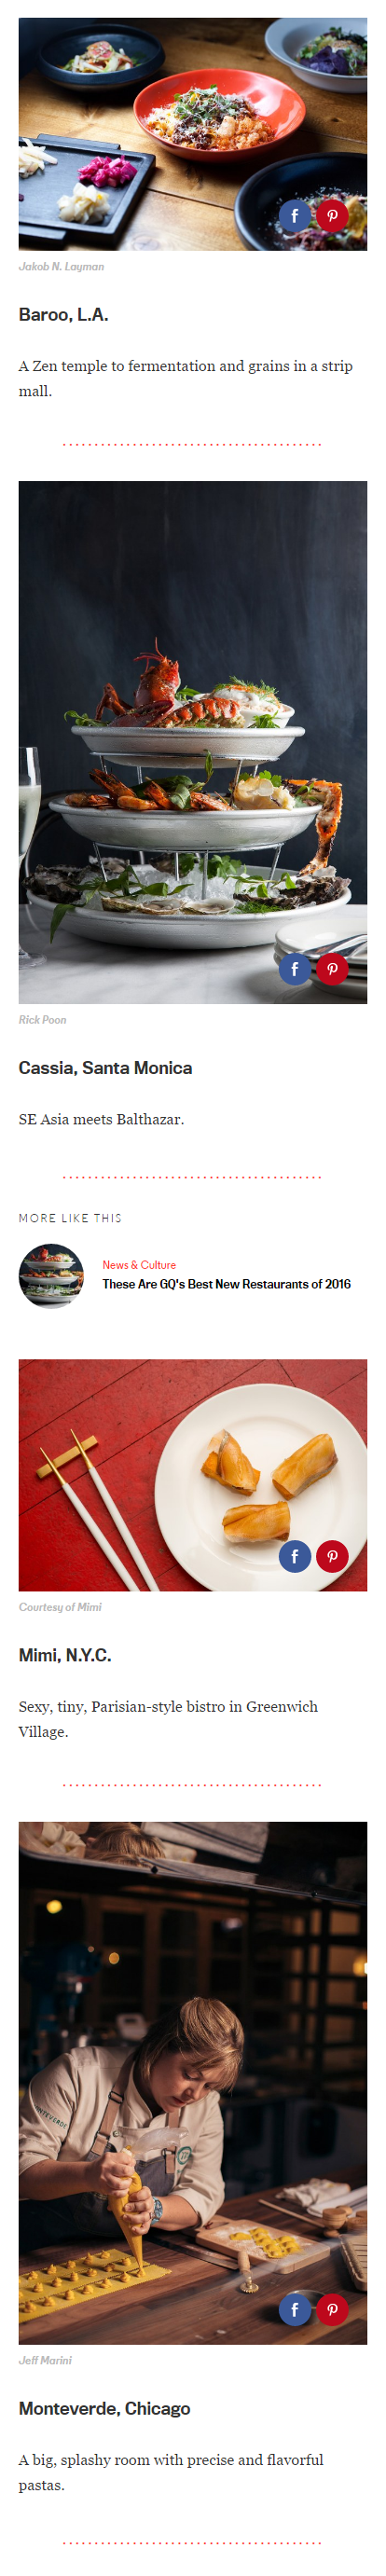 Jakob N. Layman
Baroo, L.A.
A Zen temple to fermentation and grains in a strip
mall.
Rick Poon
Cassia, Santa Monica
SE Asia meets Balthazar.
MORE LIKE THIS
News & Culture
These Are GQ's Best New Restaurants of 2016
Courtesy of Mimi
Mimi, N.Y.C.
Sexy, tiny, Parisian-style bistro in Greenwich
Village.
Jeff Marini
Monteverde, Chicago
A big, splashy room with precise and flavorful
pastas.